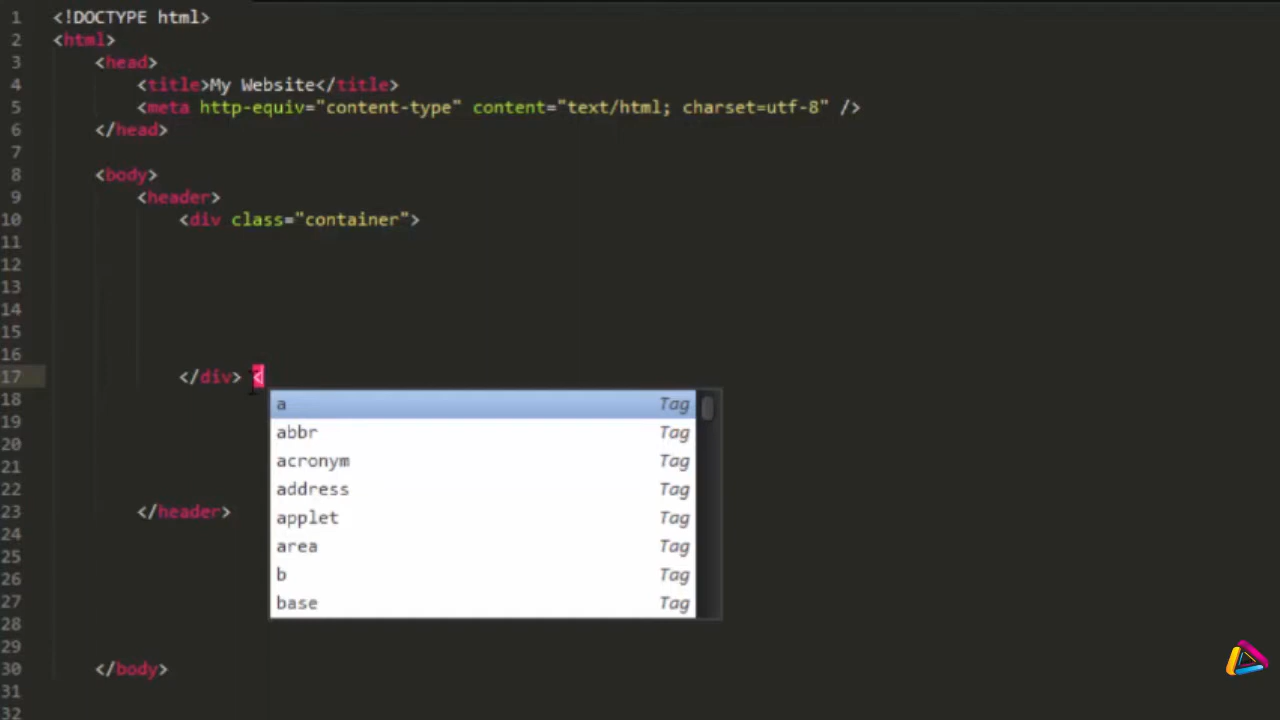 1 <!DOCTYPE html>
2 <html>
3 <head>
4 <title>My Website</title>
5 <meta http-equiv="content-type" content="text/html; charset=utf-8" />
6 </head>
7
8 <body>
9 <header>
10 <div class="container">
11
12
13
14
15
16
17 </div> <
18
a Tag
19
abbr Tag
20
acronym Tag
21
22
address Tag
23 </header>
applet Tag
24
25
area Tag
26
b Tag
27
base Tag
28
29
30 </body>
31
32